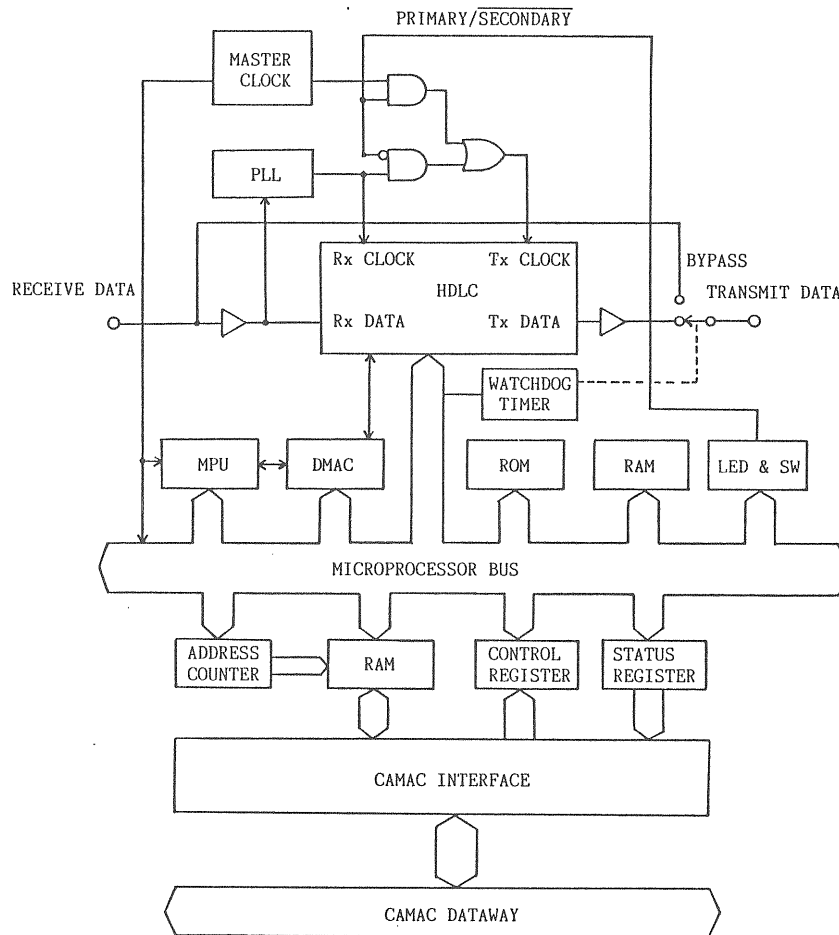 PRIMARY/SECONDARY
MASTER
CLOCK
PLL
Rx CLOCK
Tx CLOCK
BYPASS
RECEIVE DATA
HDLC
TRANSMIT DATA
Rx DATA
Tx DATA
WATCHDOG
TIMER
MPU
DMAC
ROM
RAM
LED & SW
MICROPROCESSOR BUS
ADDRESS
COUNTER
RAM
CONTROL
REGISTER
STATUS
REGISTER
CAMAC INTERFACE
CAMAC DATAWAY